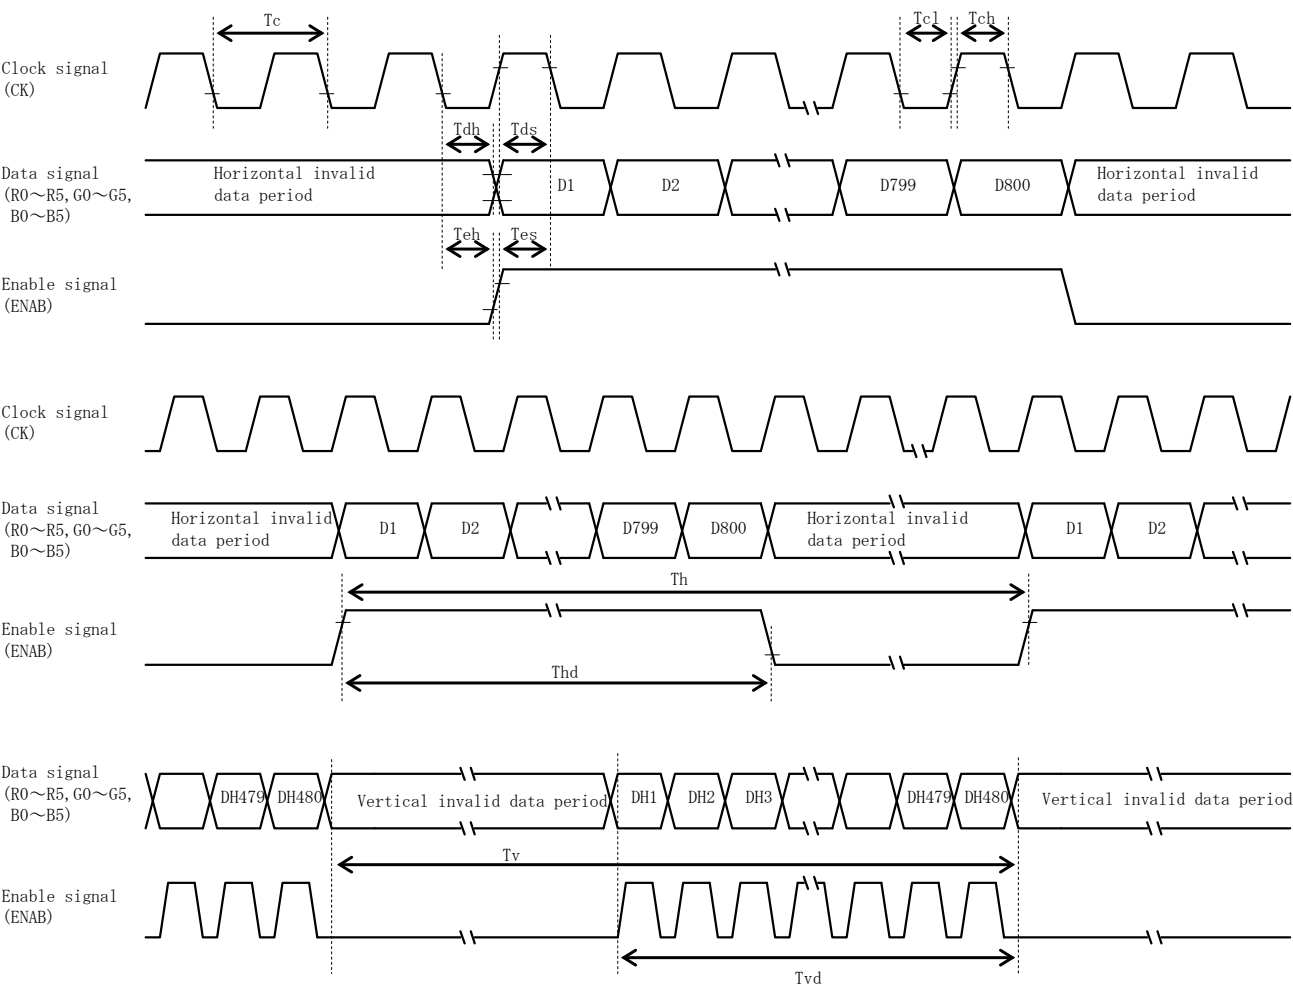 Tc
Tcl
Tch
Clock signal
(CK)
Tdh
Tds
Data signal
(R0～R5,G0～G5,
B0～B5)
Horizontal invalid
data period
D1
D2
D799
D800
Horizontal invalid
data period
Teh
Tes
Enable signal
(ENAB)
Clock signal
(CK)
Data signal
(R0～R5,G0～G5,
B0～B5)
Horizontal invalid
data period
D1
D2
D799
D800
Horizontal invalid
data period
D1
D2
Th
Enable signal
(ENAB)
Thd
Data signal
(R0～R5,G0～G5,
B0～B5)
DH479
DH480
Vertical invalid data period
DH1
DH2
DH3
DH479
DH480
Vertical invalid data period
Tv
Enable signal
(ENAB)
Tvd